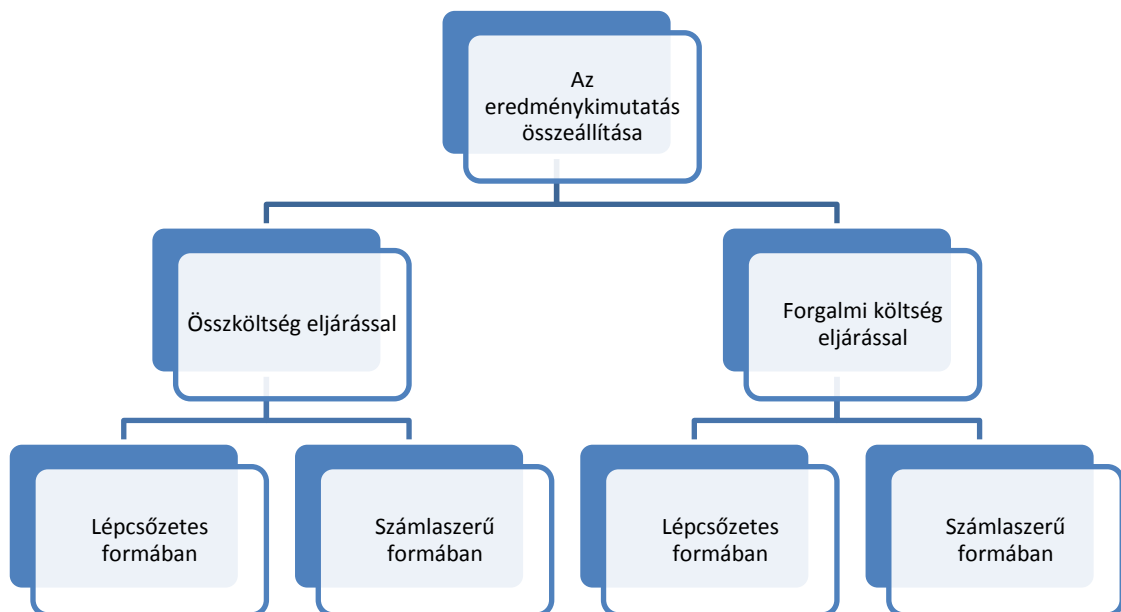 Az
eredménykimutatás
összeállítása
Összköltség eljárással
Forgalmi költség
eljárással
Lépcsőzetes
formában
Számlaszerű
formában
Lépcsőzetes
formában
Számlaszerű
formában